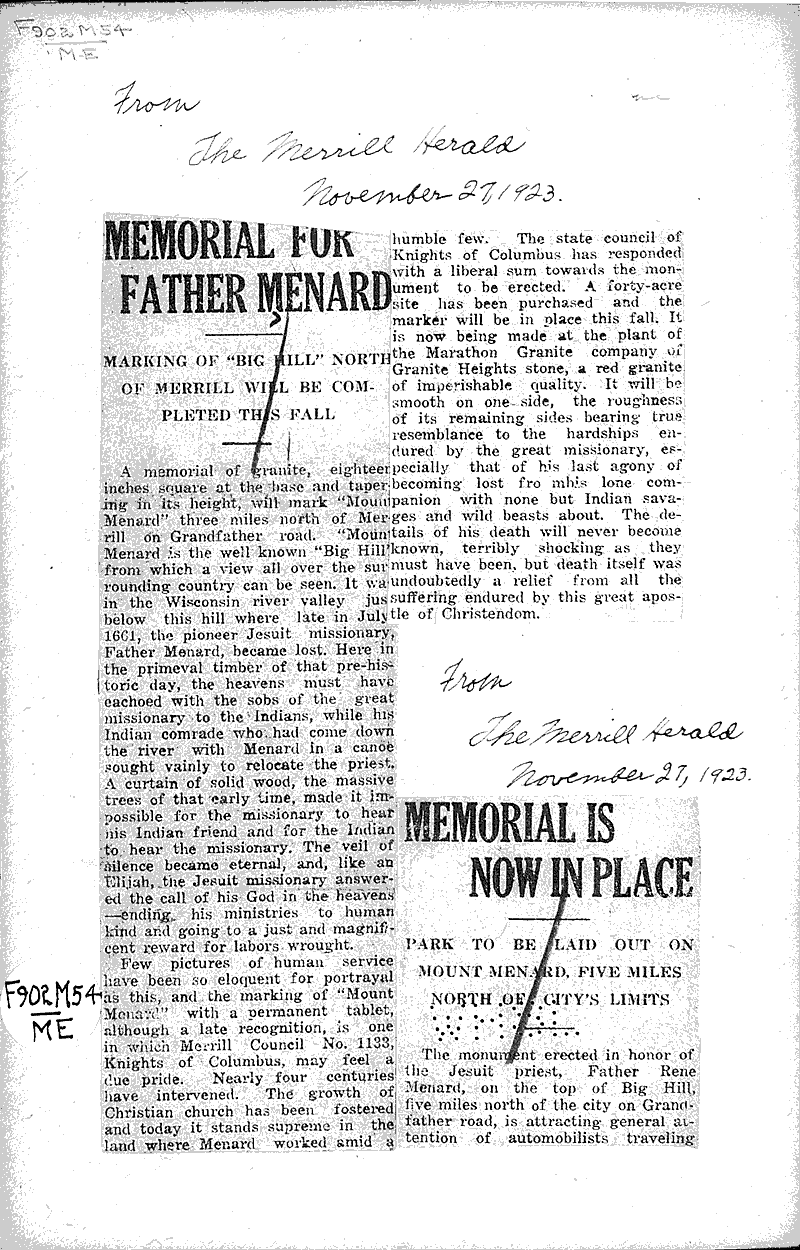 F902 M54
ME
From
The Merrill Herald
November 27, 1923.
MEMORIAL FOR
FATHER MENARD
MARKING OF "BIG HILL" NORTH
OF MERRILL WILL BE COM-
PLETED THIS FALL
A memorial of granite, eighteen
inches square at the base and taper-
ing in its height, will mark "Mount
Menard" three miles north of Mer-
rill on Grandfather road. "Mount
Menard is the well known "Big Hill"
from which a view all over the sur
rounding country can be seen. It wa
in the Wisconsin river valley jus
below this hill where late in July
1661, the pioneer Jesuit missionary,
Father Menard, became lost. Here in
the primeval timber of that pre-his-
toric day, the heavens must have
eachoed with the sobs of the great
missionary to the Indians, while his
Indian comrade who had come down
the river with Menard in a canoe
sought vainly to relocate the priest.
A curtain of solid wood, the massive
trees of that early time, made it im-
possible for the missionary to hear
his Indian friend and for the Indian
to hear the missionary. The veil of
silence became eternal, and, like an
Elijah, the Jesuit missionary answer-
ed the call of his God in the heavens
—ending his ministries to human
kind and going to a just and magnifi-
cent reward for labors wrought.
Few pictures of human service
have been so eloquent for portrayal
as this, and the marking of "Mount
Menard" with a permanent tablet,
although a late recognition, is one
in which Merrill Council No. 1133,
Knights of Columbus, may feel a
due pride. Nearly four centuries
have intervened. The growth of
Christian church has been fostered
and today it stands supreme in the
land where Menard worked amid a
humble few. The state council of
Knights of Columbus has responded
with a liberal sum towards the mon-
ument to be erected. A forty-acre
site has been purchased and the
marker will be in place this fall. It
is now being made at the plant of
the Marathon Granite company of
Granite Heights stone, a red granite
of imperishable quality. It will be
smooth on one side, the roughness
of its remaining sides bearing true
resemblance to the hardships en-
dured by the great missionary, es-
pecially that of his last agony of
becoming lost fro mhis lone com-
panion with none but Indian sava-
ges and wild beasts about. The de-
tails of his death will never become
known, terribly shocking as they
must have been, but death itself was
undoubtedly a relief from all the
suffering endured by this great apos-
tle of Christendom.
From
The Merrill Herald
November 27, 1923.
MEMORIAL IS
NOW IN PLACE
PARK TO BE LAID OUT ON
MOUNT MENARD, FIVE MILES
NORTH OF CITY'S LIMITS
The monument erected in honor of
the Jesuit priest, Father Rene
Menard, on the top of Big Hill,
five miles north of the city on Grand-
father road, is attracting general at-
tention of automobilists traveling
F902 M54
ME